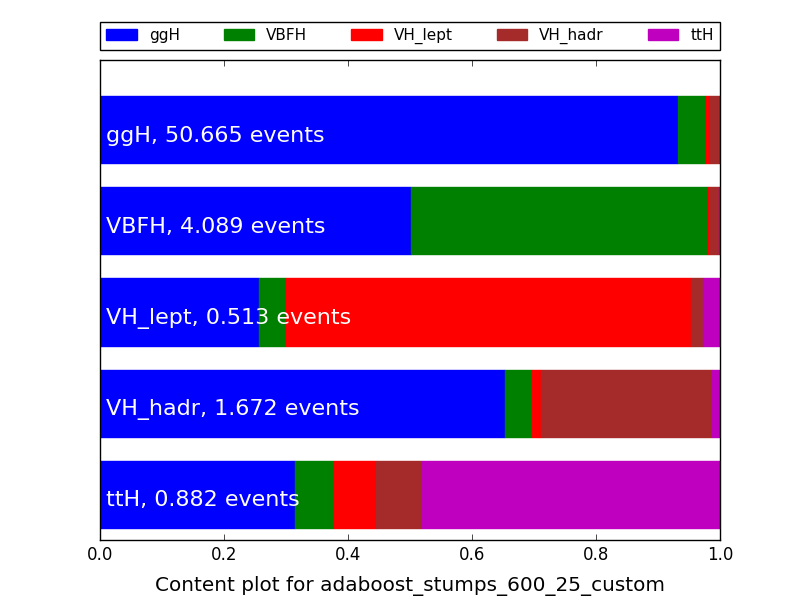 ggH VBFH VH_lept VH_hadr ttH
ggH, 50.665 events
VBFH, 4.089 events
VH_lept, 0.513 events
VH_hadr, 1.672 events
ttH, 0.882 events
0.0 0.2 0.4 0.6 0.8 1.0
Content plot for adaboost_stumps_600_25_custom